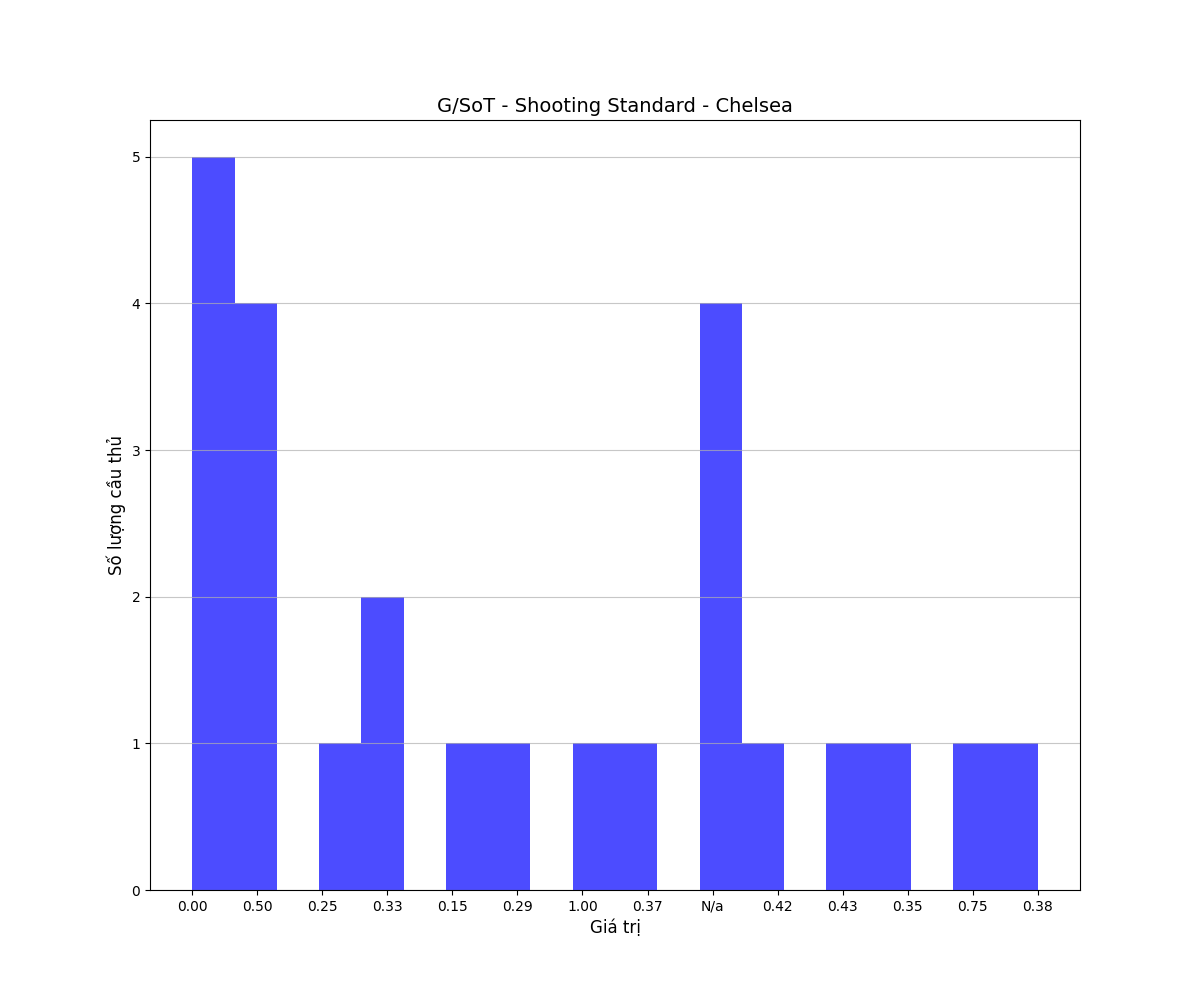 G/SoT - Shooting Standard - Chelsea
Số lượng cầu thủ
5
4
3
2
1
0
0.00 0.50 0.25 0.33 0.15 0.29 1.00 0.37 N/a 0.42 0.43 0.35 0.75 0.38
Giá trị